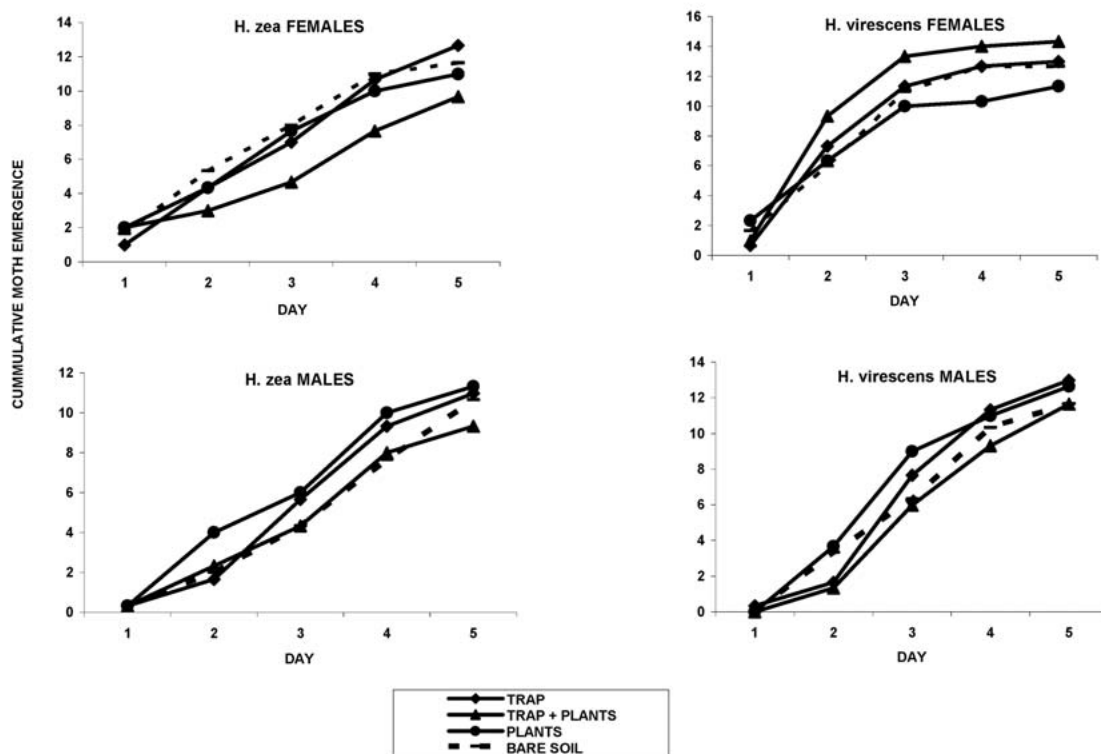 CUMMULATIVE MOTH EMERGENCE
H. zea FEMALES
14
12
10
8
6
4
2
0
1 2 3 4 5
DAY
H. virescens FEMALES
16
14
12
10
8
6
4
2
0
1 2 3 4 5
DAY
H. zea MALES
12
10
8
6
4
2
0
1 2 3 4 5
DAY
H. virescens MALES
14
12
10
8
6
4
2
0
1 2 3 4 5
DAY
TRAP
TRAP + PLANTS
PLANTS
BARE SOIL